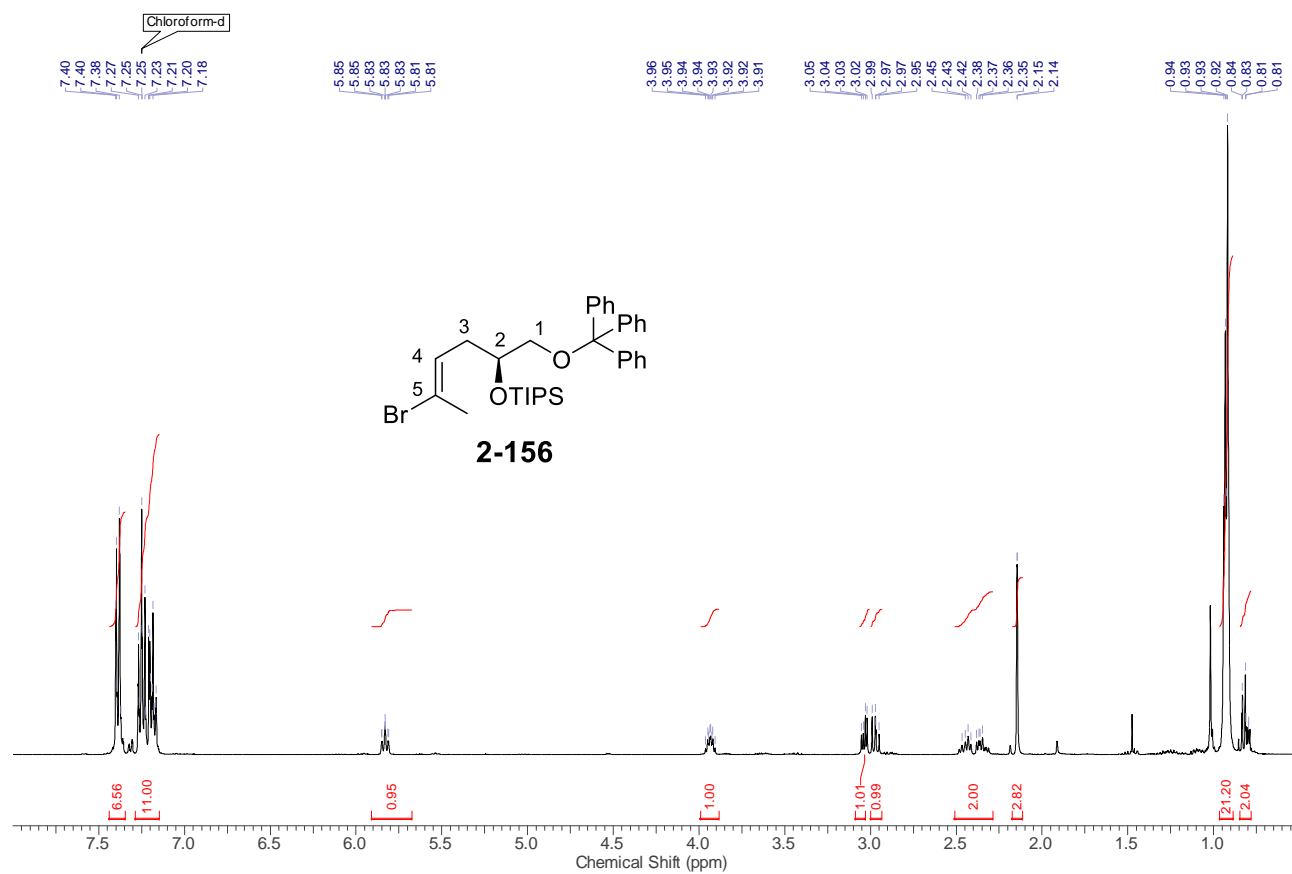 Chloroform-d
7.40 7.40 7.38 7.27 7.25 7.25 7.23 7.21 7.20 7.18
5.85 5.85 5.83 5.83 5.83 5.81 5.81
3.96 3.95 3.94 3.94 3.93 3.92 3.92 3.91
3.05 3.04 3.03 3.02 2.99 2.97 2.97 2.95 2.45 2.43 2.42 2.38 2.37 2.36 2.35 2.15 2.14
0.94 0.93 0.93 0.92 0.84 0.83 0.81 0.81
Ph
3 2 1 Ph
4 O
5 Ph
OTIPS
Br
2-156
6.56 11.00 0.95 1.00 1.01 0.99 2.00 2.82 21.20 2.04
7.5 7.0 6.5 6.0 5.5 5.0 4.5 4.0 3.5 3.0 2.5 2.0 1.5 1.0
Chemical Shift (ppm)